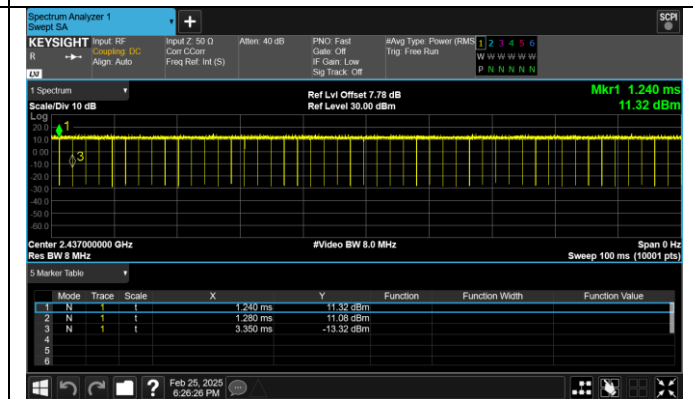 Spectrum Analyzer 1
Swept SA
+
SCPI
KEYSIGHT Input: RF Input Z: 50 Ω Atten: 40 dB PNO: Fast #Avg Type: Power (RMS 1 2 3 4 5 6
R Coupling: DC Corr CCorr Gate: Off Trig: Free Run W W W W W W
Align: Auto Freq Ref: Int (S) IF Gain: Low P N N N N N
LXI Sig Track: Off
1 Spectrum Ref Lvl Offset 7.78 dB Mkr1 1.240 ms
Scale/Div 10 dB Ref Level 30.00 dBm 11.32 dBm
Log
20.0 1
10.0
0.00
-10.0 3
-20.0
-30.0
-40.0
-50.0
-60.0
Center 2.437000000 GHz #Video BW 8.0 MHz Span 0 Hz
Res BW 8 MHz Sweep 100 ms (10001 pts)
5 Marker Table
Mode Trace Scale X Y Function Function Width Function Value
1 N 1 t 1.240 ms 11.32 dBm
2 N 1 t 1.280 ms 11.08 dBm
3 N 1 t 3.350 ms -13.32 dBm
4
5
6
? Feb 25, 2025
6:26:26 PM